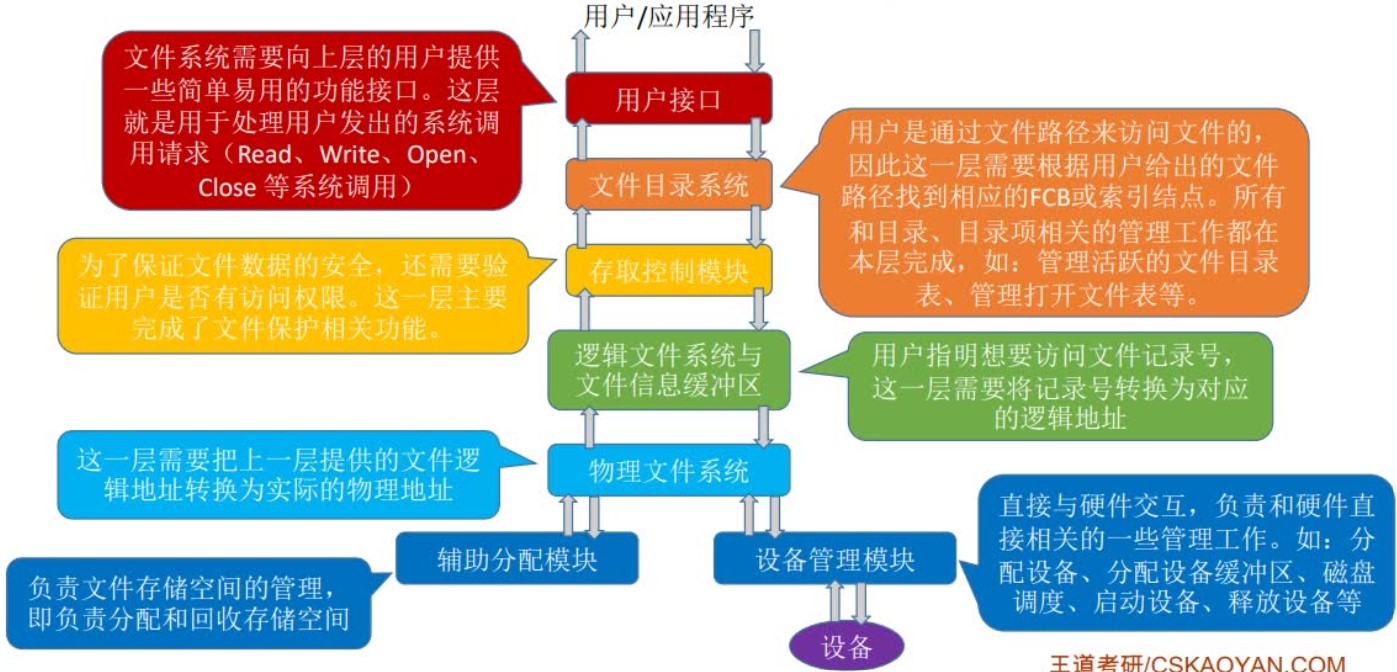 用户/应用程序
文件系统需要向上层的用户提供
一些简单易用的功能接口。这层
就是用于处理用户发出的系统调
用请求（Read、Write、Open、
Close 等系统调用）
用户接口
文件目录系统
用户是通过文件路径来访问文件的，
因此这一层需要根据用户给出的文件
路径找到相应的FCB或索引结点。所有
和目录、目录项相关的管理工作都在
本层完成，如：管理活跃的文件目录
表、管理打开文件表等。
为了保证文件数据的安全，还需要验
证用户是否有访问权限。这一层主要
完成了文件保护相关功能。
存取控制模块
逻辑文件系统与
文件信息缓冲区
用户指明想要访问文件记录号，
这一层需要将记录号转换为对应
的逻辑地址
这一层需要把上一层提供的文件逻
辑地址转换为实际的物理地址
物理文件系统
辅助分配模块
设备管理模块
直接与硬件交互，负责和硬件直
接相关的一些管理工作。如：分
配设备、分配设备缓冲区、磁盘
调度、启动设备、释放设备等
负责文件存储空间的管理，
即负责分配和回收存储空间
设备
王道考研/CSKAOYAN.COM